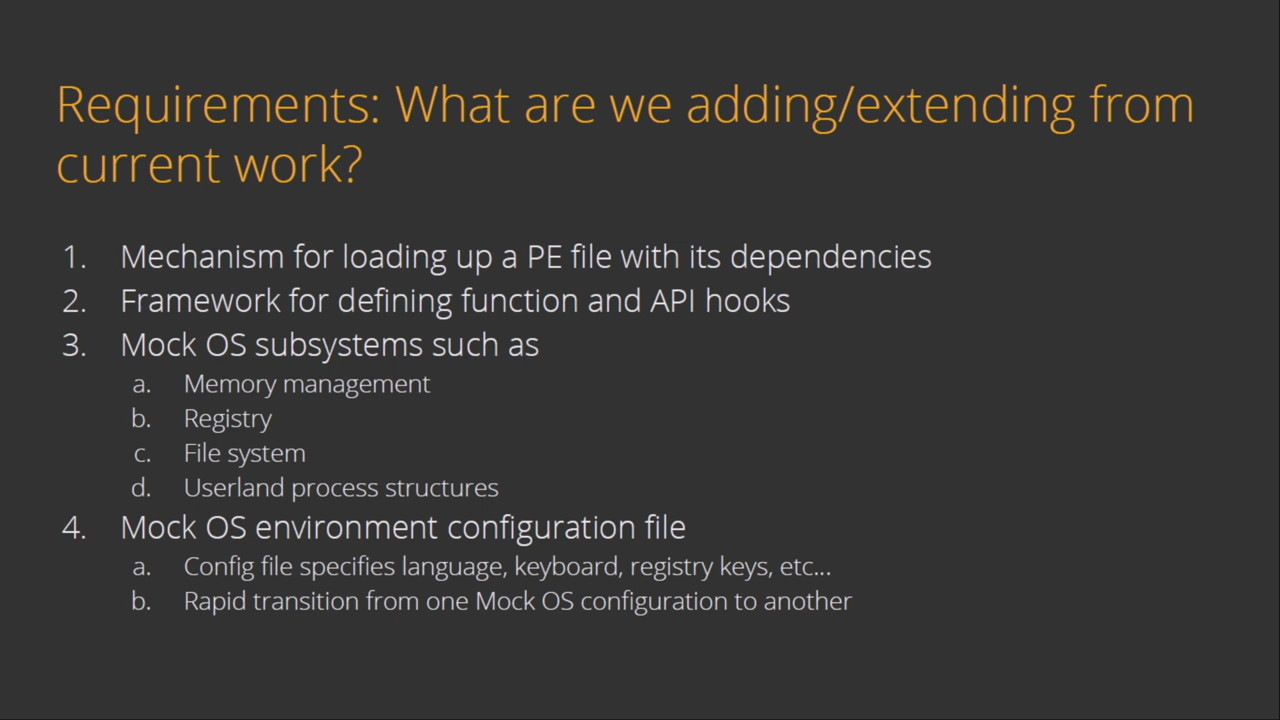 Requirements: What are we adding/extending from
current work?
1. Mechanism for loading up a PE file with its dependencies
2. Framework for defining function and API hooks
3. Mock OS subsystems such as
a. Memory management
b. Registry
c. File system
d. Userland process structures
4. Mock OS environment configuration file
a. Config file specifies language, keyboard, registry keys, etc...
b. Rapid transition from one Mock OS configuration to another